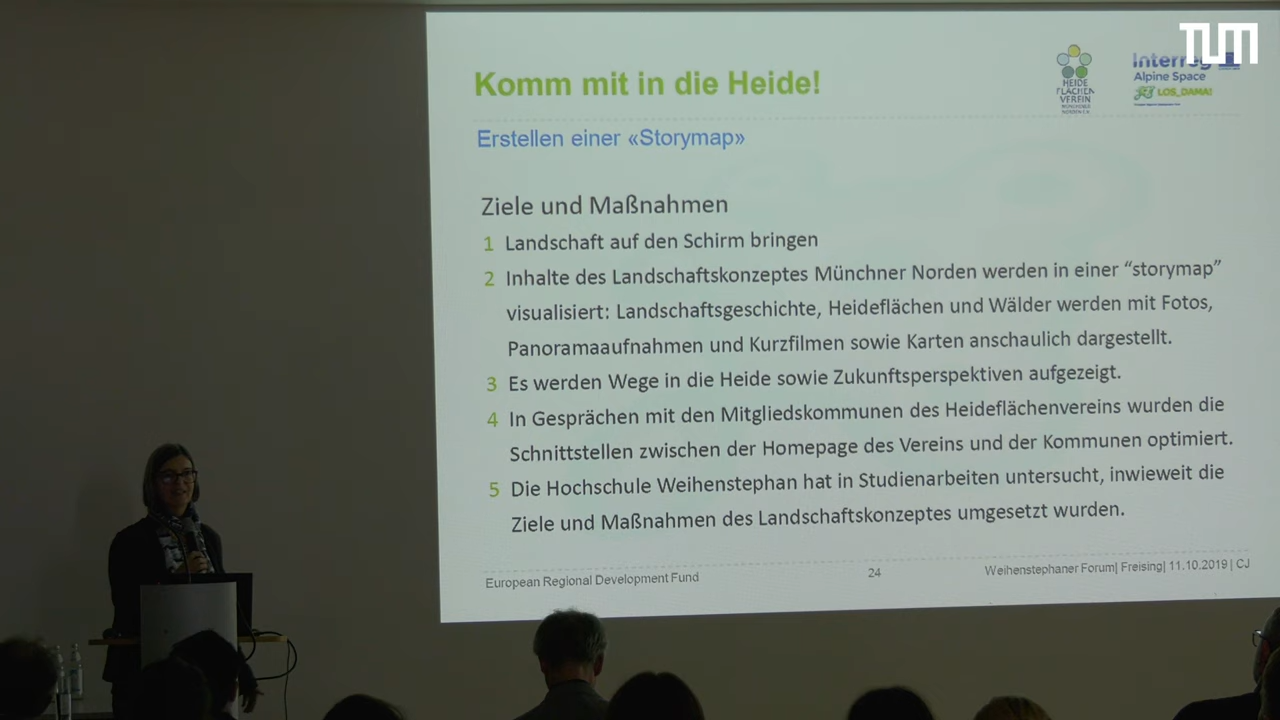 TUM
Komm mit in die Heide!
HEIDE
FLÄCHEN
VEREIN
Interreg
Alpine Space
LOS_DAMA!
Erstellen einer «Storymap»
Ziele und Maßnahmen
1 Landschaft auf den Schirm bringen
2 Inhalte des Landschaftskonzeptes Münchner Norden werden in einer “storymap”
visualisiert: Landschaftsgeschichte, Heideflächen und Wälder werden mit Fotos,
Panoramaaufnahmen und Kurzfilmen sowie Karten anschaulich dargestellt.
3 Es werden Wege in die Heide sowie Zukunftsperspektiven aufgezeigt.
4 In Gesprächen mit den Mitgliedskommunen des Heideflächenvereins wurden die
Schnittstellen zwischen der Homepage des Vereins und der Kommunen optimiert.
5 Die Hochschule Weihenstephan hat in Studienarbeiten untersucht, inwieweit die
Ziele und Maßnahmen des Landschaftskonzeptes umgesetzt wurden.
European Regional Development Fund
24
Weihenstephaner Forum| Freising| 11.10.2019 | CJ